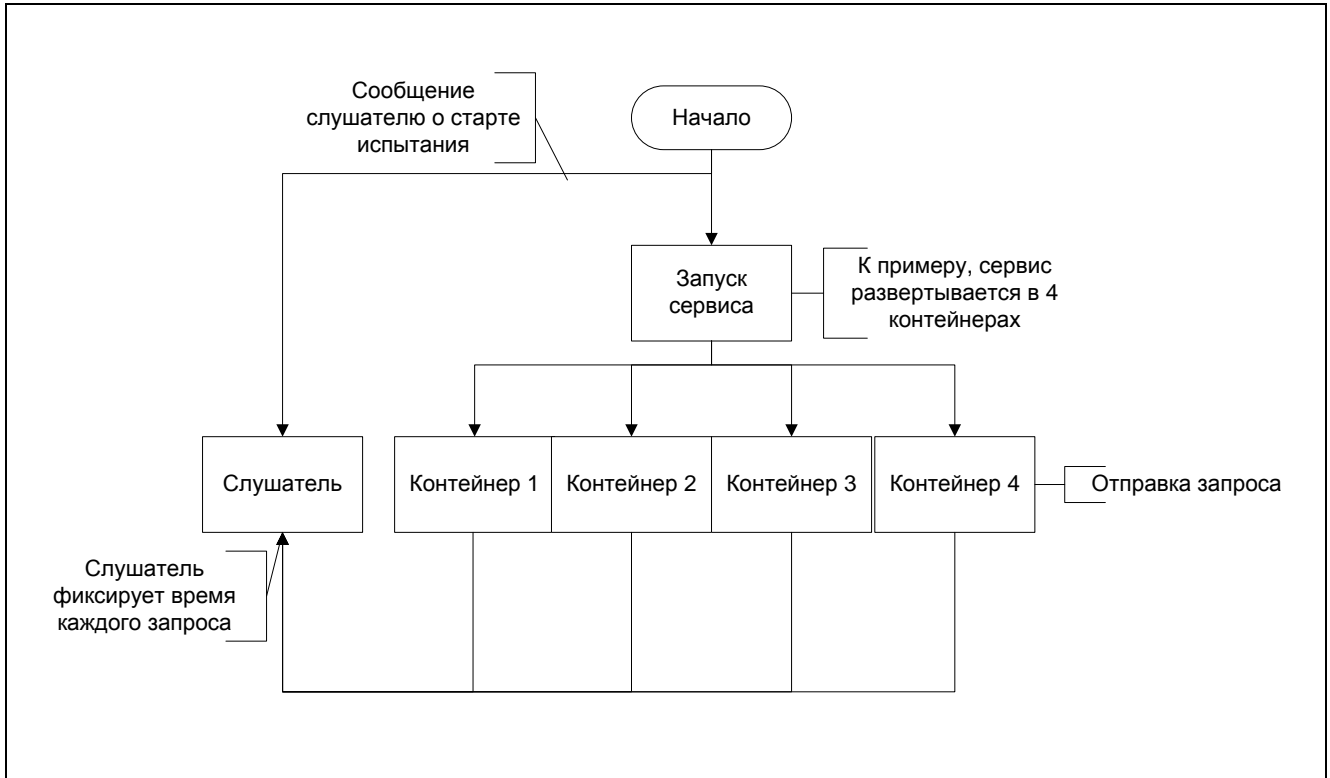 Сообщение
слушателю о старте
испытания
Начало
Запуск
сервиса
К примеру, сервис
развертывается в 4
контейнерах
Слушатель
Контейнер 1
Контейнер 2
Контейнер 3
Контейнер 4
Отправка запроса
Слушатель
фиксирует время
каждого запроса